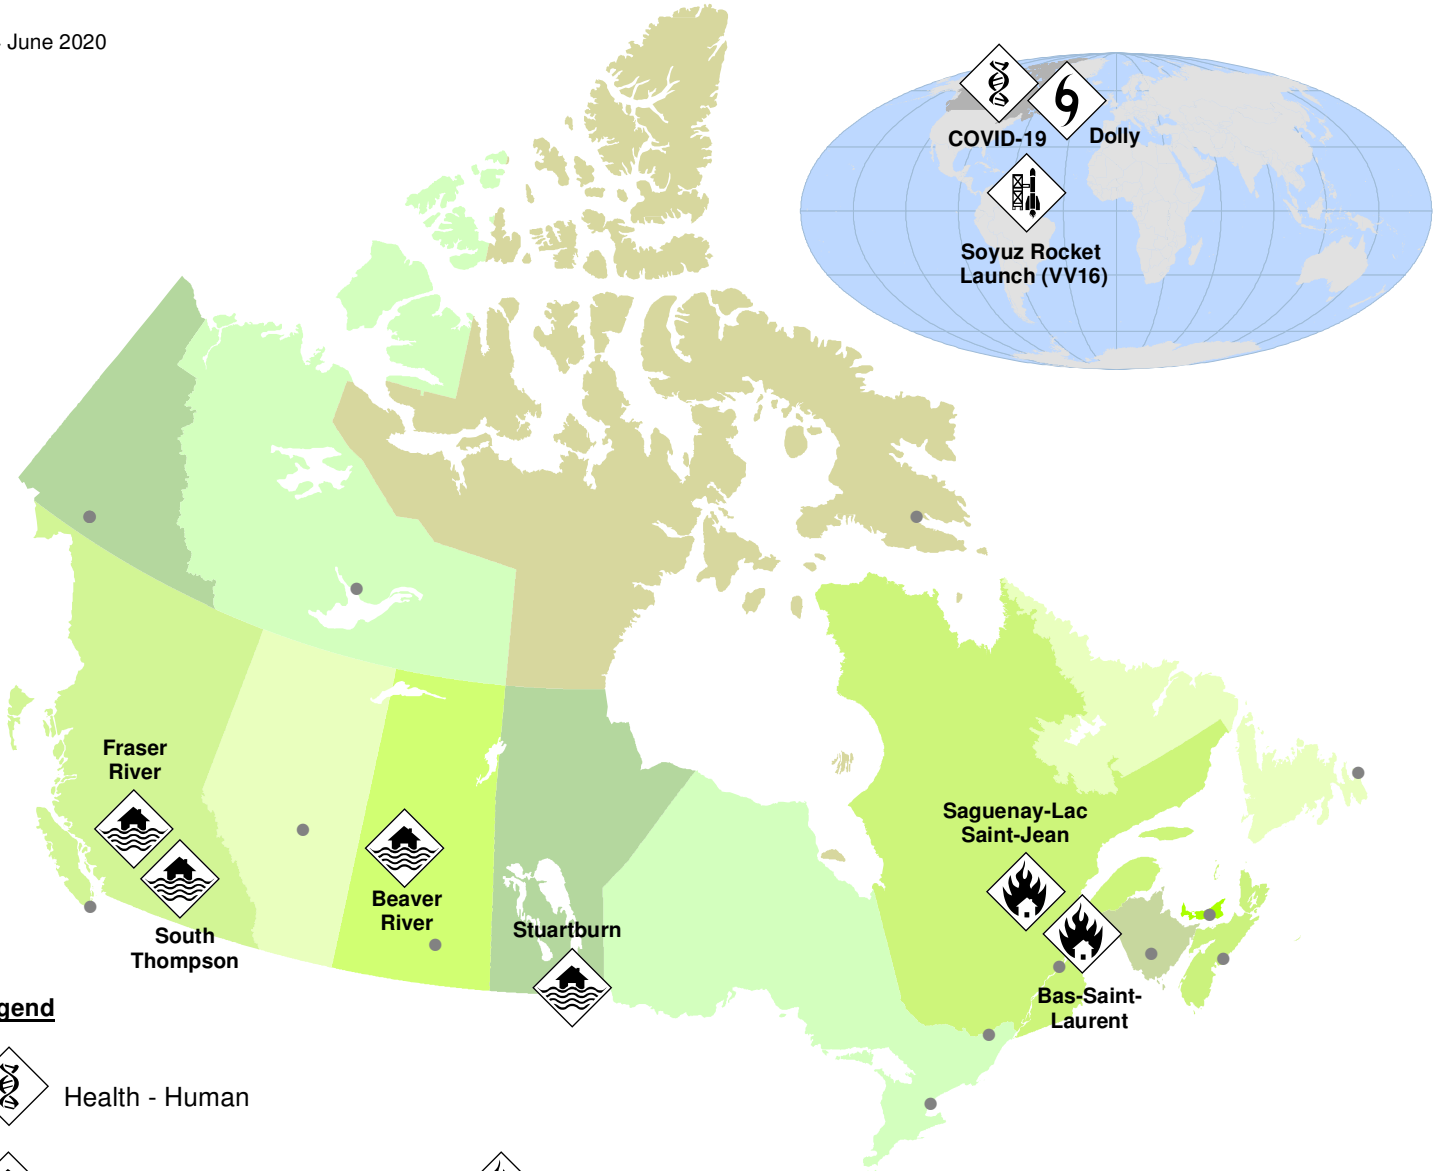 June 2020
COVID-19
Dolly
Soyuz Rocket
Launch (VV16)
Fraser
River
South
Thompson
Beaver
River
Stuartburn
Saguenay-Lac
Saint-Jean
Bas-Saint-
Laurent
gend
Health - Human